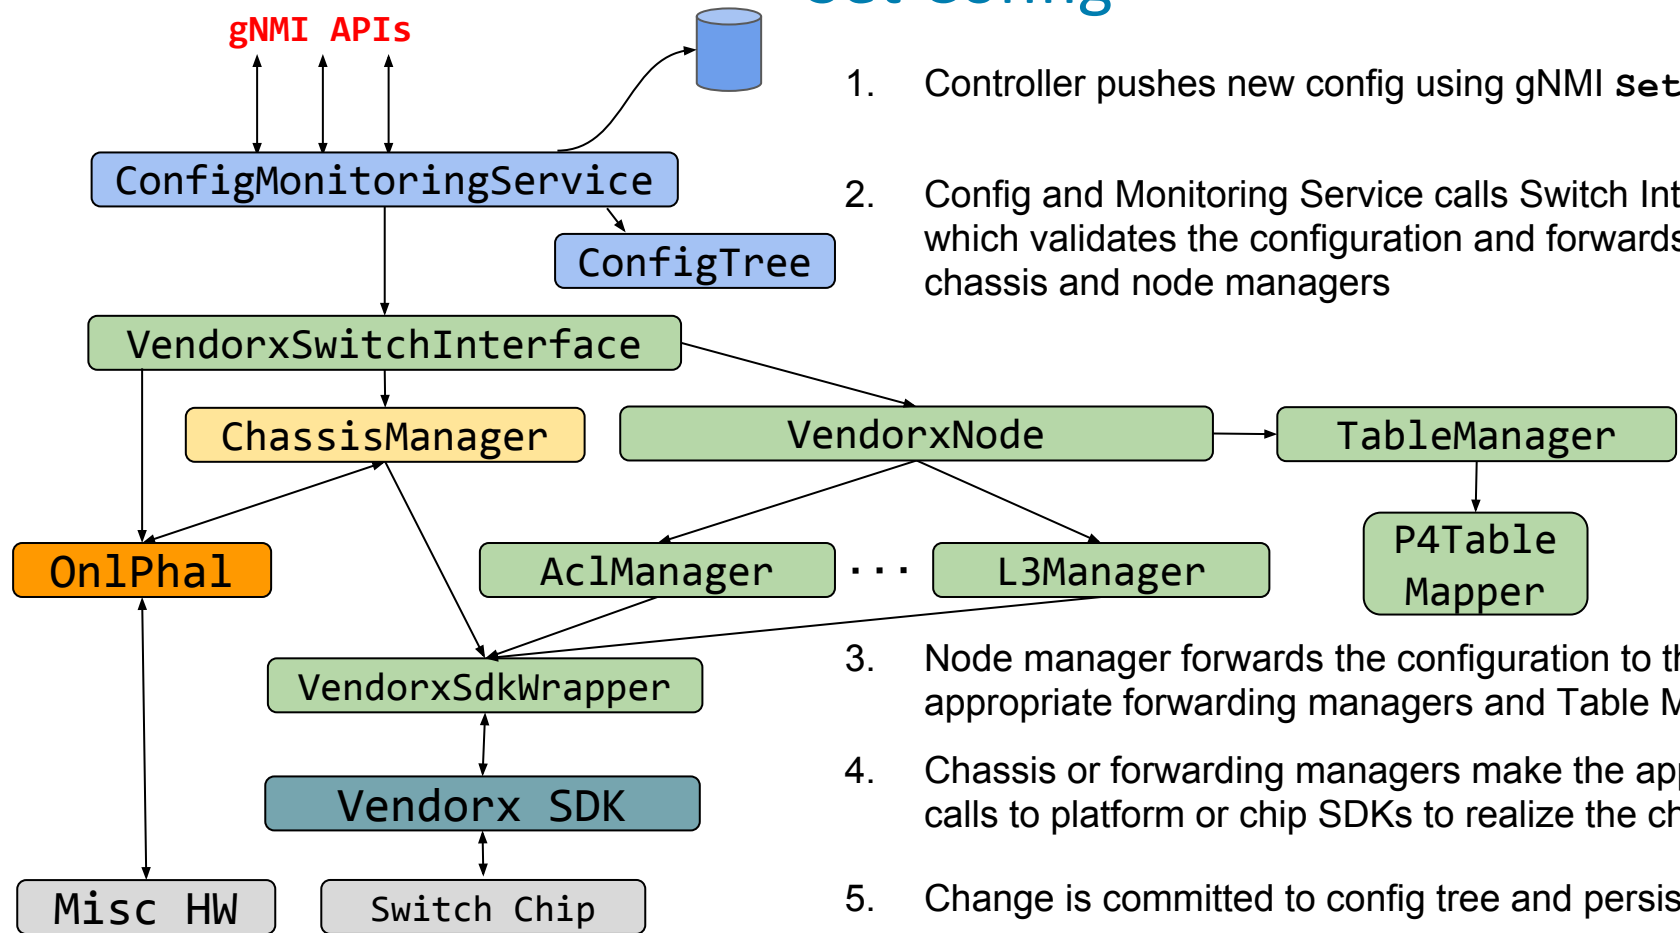 gNMI APIs
1. Controller pushes new config using gNMI Set
ConfigMonitoringService
2. Config and Monitoring Service calls Switch
which validates the configuration and forwards
chassis and node managers
ConfigTree
VendorxSwitchInterface
ChassisManager
VendorxNode
TableManager
OnlPhal
AclManager
...
L3Manager
P4Table
Mapper
VendorxSdkWrapper
3. Node manager forwards the configuration to
appropriate forwarding managers and Table
Vendorx SDK
4. Chassis or forwarding managers make the
calls to platform or chip SDKs to realize the
Misc HW
Switch Chip
5. Change is committed to config tree and